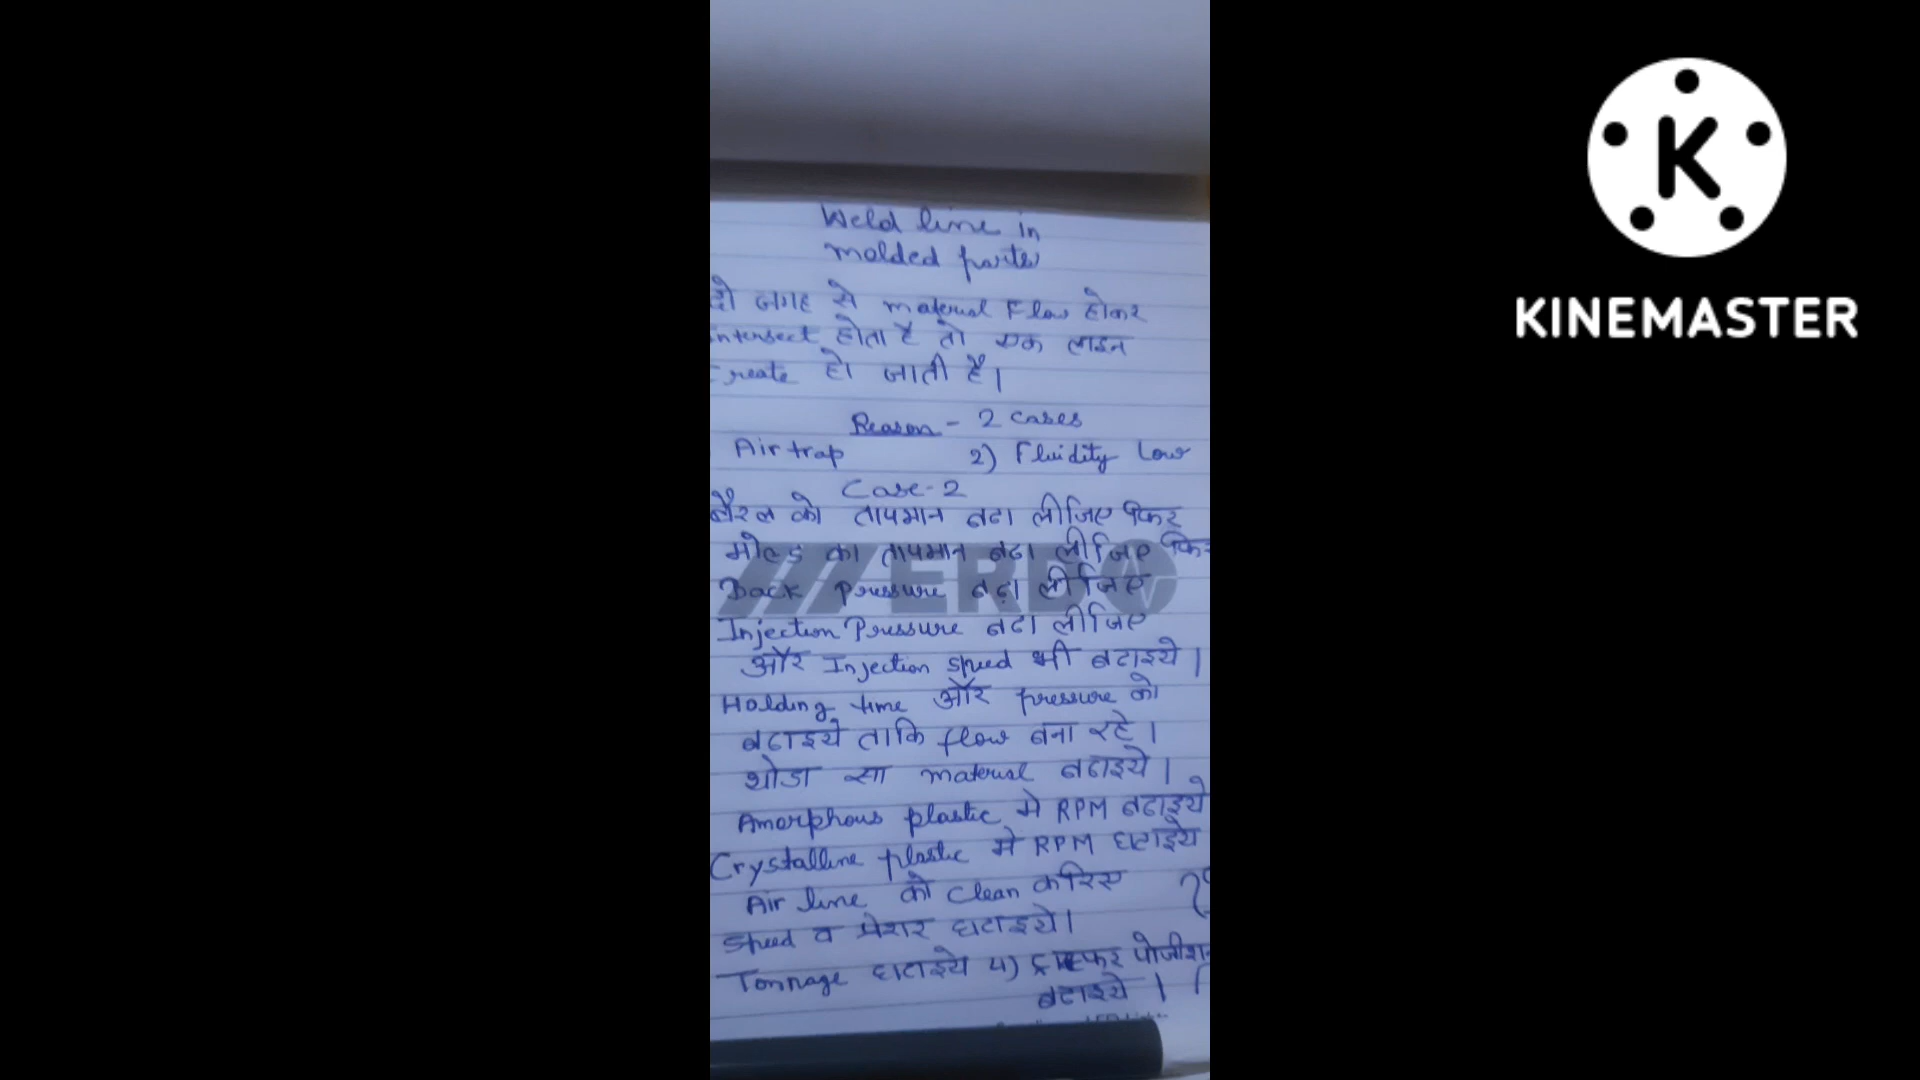 Weld line in
molded parts
दो जगह से material Flow होकर
intersect होता है तो एक लाइन
create हो जाती है।
Reason - 2 cases
Air trap 2) Fluidity Low
Case-2
बैरल को तापमान बढा लीजिए फिर
मोल्ड का तापमान बढा लीजिए फिर
Back Pressure बढ़ा लीजिए
Injection Pressure बढा लीजिए
और Injection speed भी बढाइये।
Holding time और pressure को
बढाइये ताकि flow बना रहे।
थोडा सा material बढाइये।
Amorphous plastic मे RPM बढाइये
Crystalline plastic मे RPM घटाइये
Air line को clean करिए
speed व प्रेशर घटाइये।
Tonnage घटाइये 4) पोजीशन
बढाइये।
K
KINEMASTER